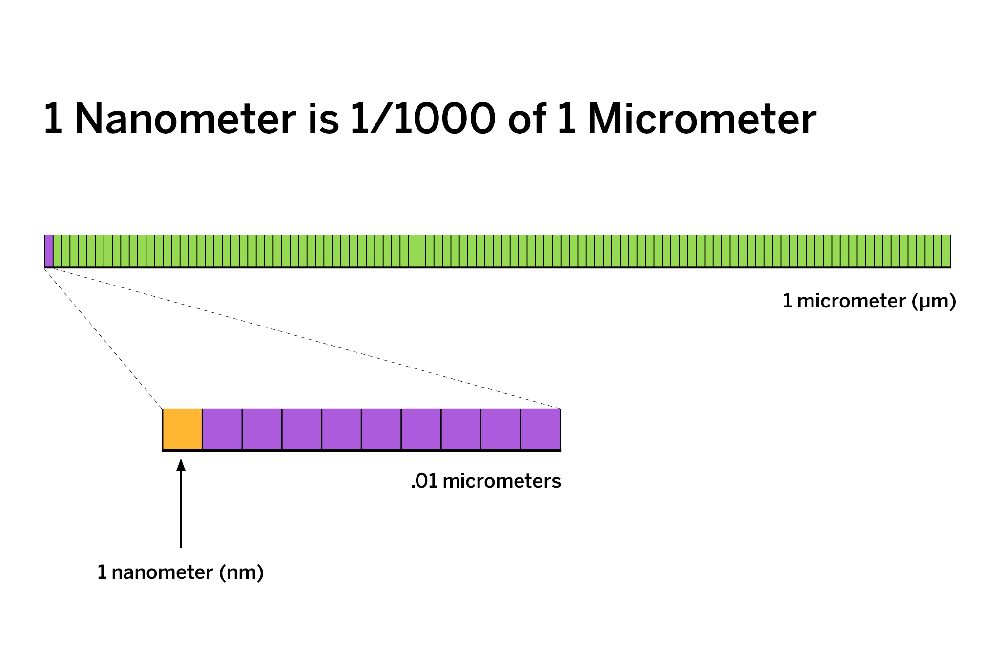 1 Nanometer is 1/1000 of 1 Micrometer
1 micrometer (μm)
.01 micrometers
1 nanometer (nm)